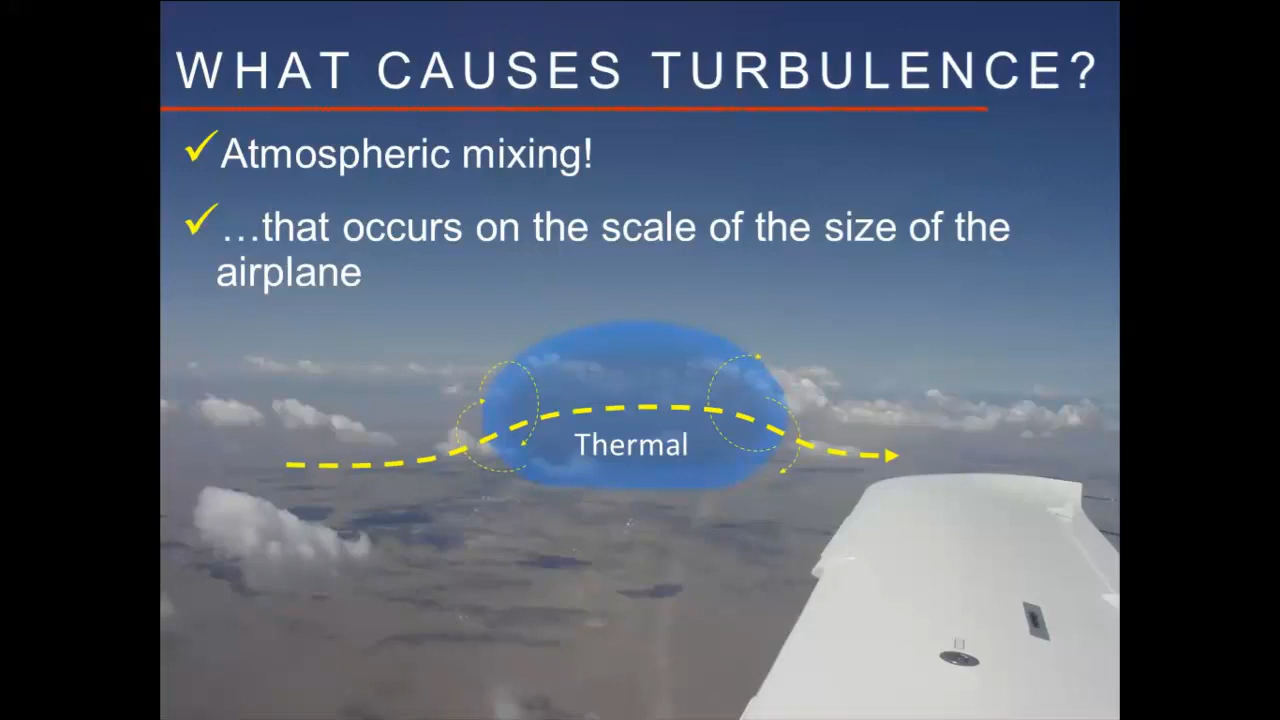 WHAT CAUSES TURBULENCE?
Atmospheric mixing!
…that occurs on the scale of the size of the
airplane
Thermal